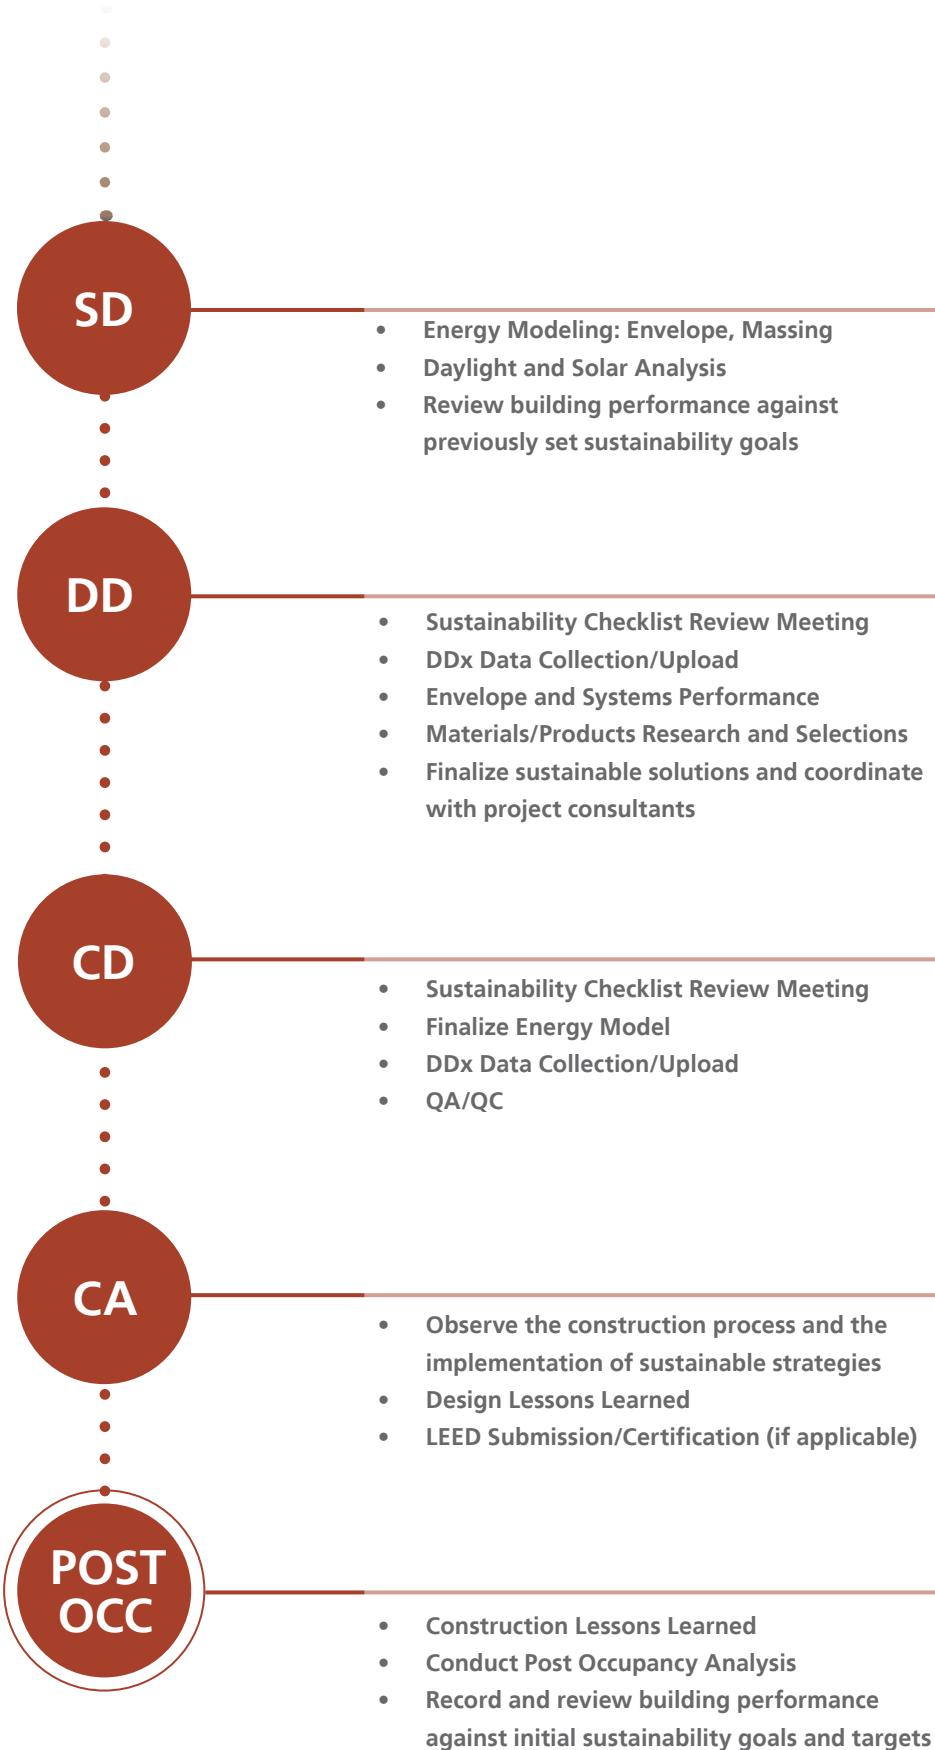 SD
• Energy Modeling: Envelope, Massing
• Daylight and Solar Analysis
• Review building performance against
previously set sustainability goals
DD
• Sustainability Checklist Review Meeting
• DDx Data Collection/Upload
• Envelope and Systems Performance
• Materials/Products Research and Selections
• Finalize sustainable solutions and coordinate
with project consultants
CD
• Sustainability Checklist Review Meeting
• Finalize Energy Model
• DDx Data Collection/Upload
• QA/QC
CA
• Observe the construction process and the
implementation of sustainable strategies
• Design Lessons Learned
• LEED Submission/Certification (if applicable)
POST
OCC
• Construction Lessons Learned
• Conduct Post Occupancy Analysis
• Record and review building performance
against initial sustainability goals and targets